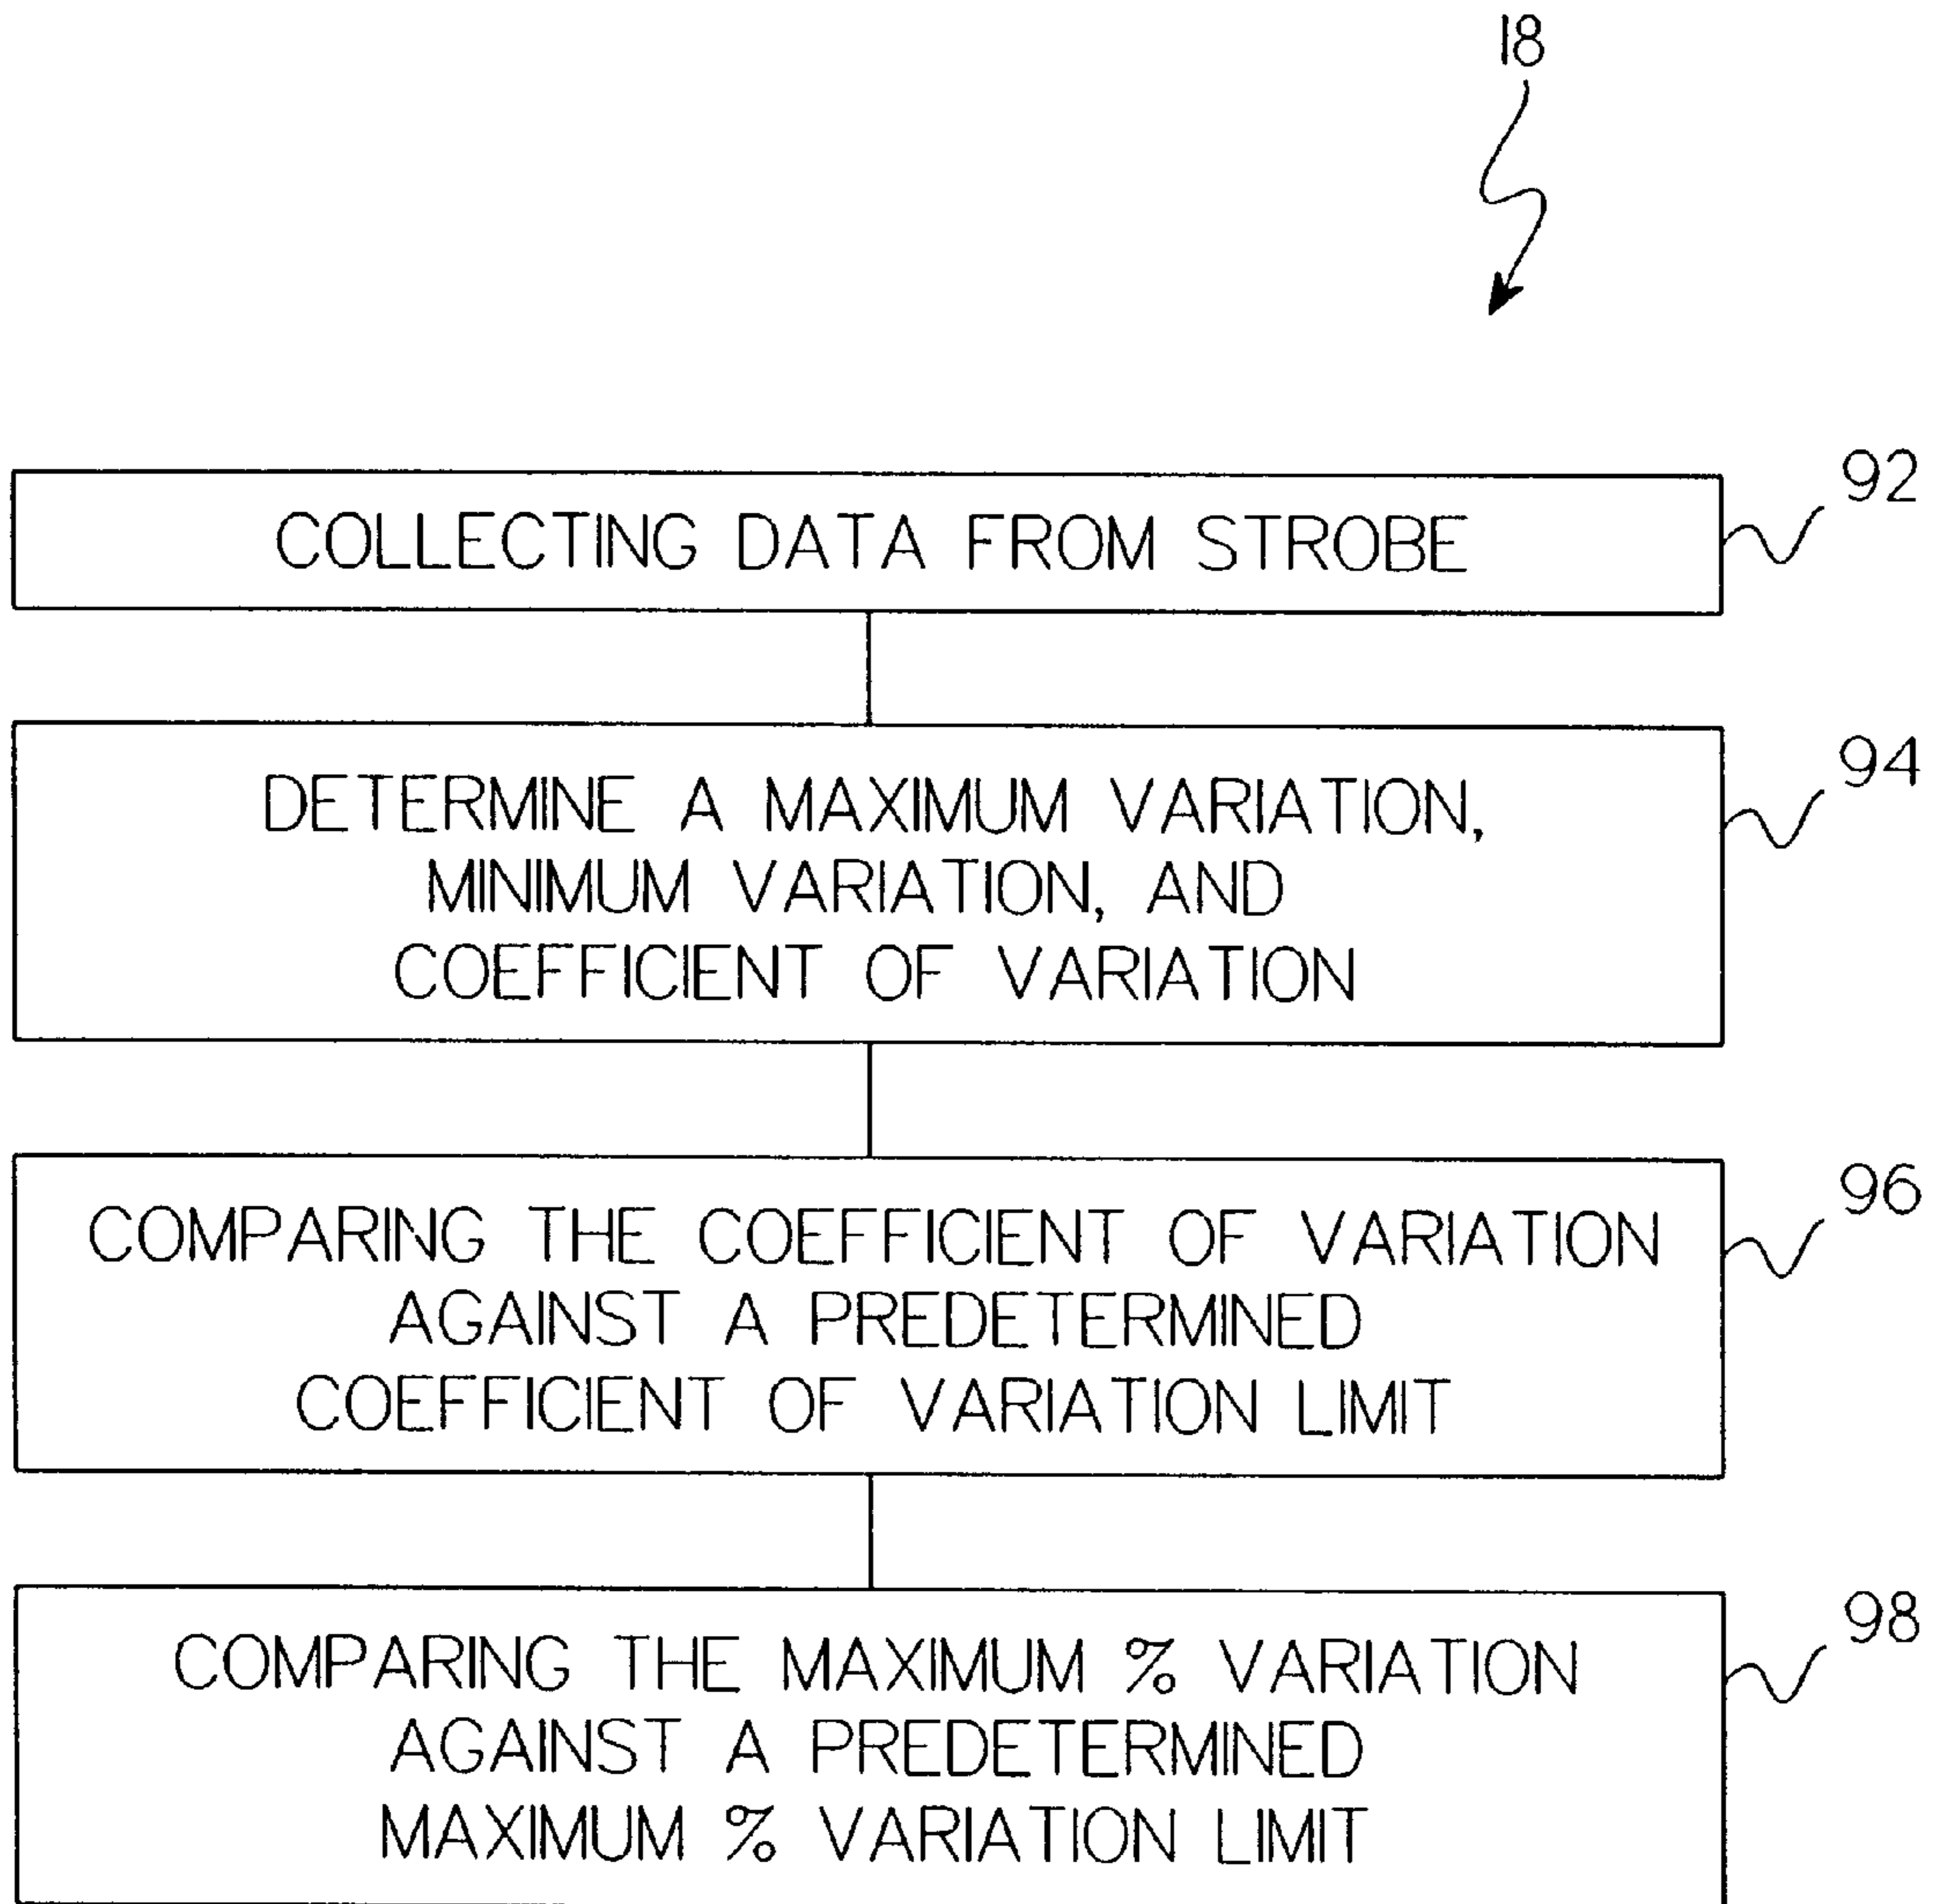 18
COLLECTING DATA FROM STROBE
92
DETERMINE A MAXIMUM VARIATION,
MINIMUM VARIATION, AND
COEFFICIENT OF VARIATION
94
COMPARING THE COEFFICIENT OF VARIATION
AGAINST A PREDETERMINED
COEFFICIENT OF VARIATION LIMIT
96
COMPARING THE MAXIMUM % VARIATION
AGAINST A PREDETERMINED
MAXIMUM % VARIATION LIMIT
98